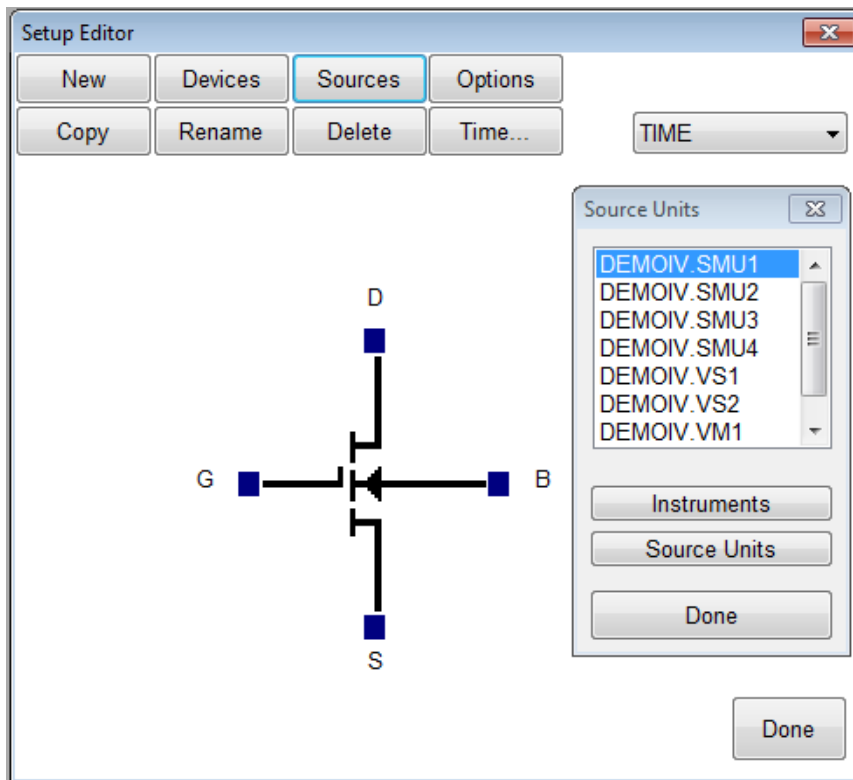 Setup Editor
New Devices Sources Options
Copy Rename Delete Time... TIME
Source Units
DEMOIV.SMU1
DEMOIV.SMU2
DEMOIV.SMU3
DEMOIV.SMU4
DEMOIV.VS1
DEMOIV.VS2
DEMOIV.VM1
D
G B
S
Instruments
Source Units
Done
Done